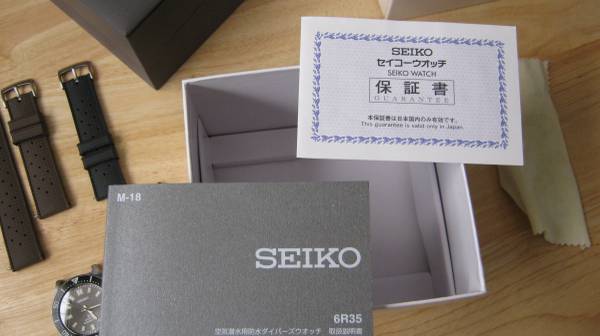 SEIKO
セイコーウオッチ
SEIKO WATCH
保証書
GUARANTEE
本保証書は日本国内のみ有効です。
This guarantee is valid only in Japan.
M-18
SEIKO
6R35
空気潜水用防水ダイバーズウオッチ 取扱説明書